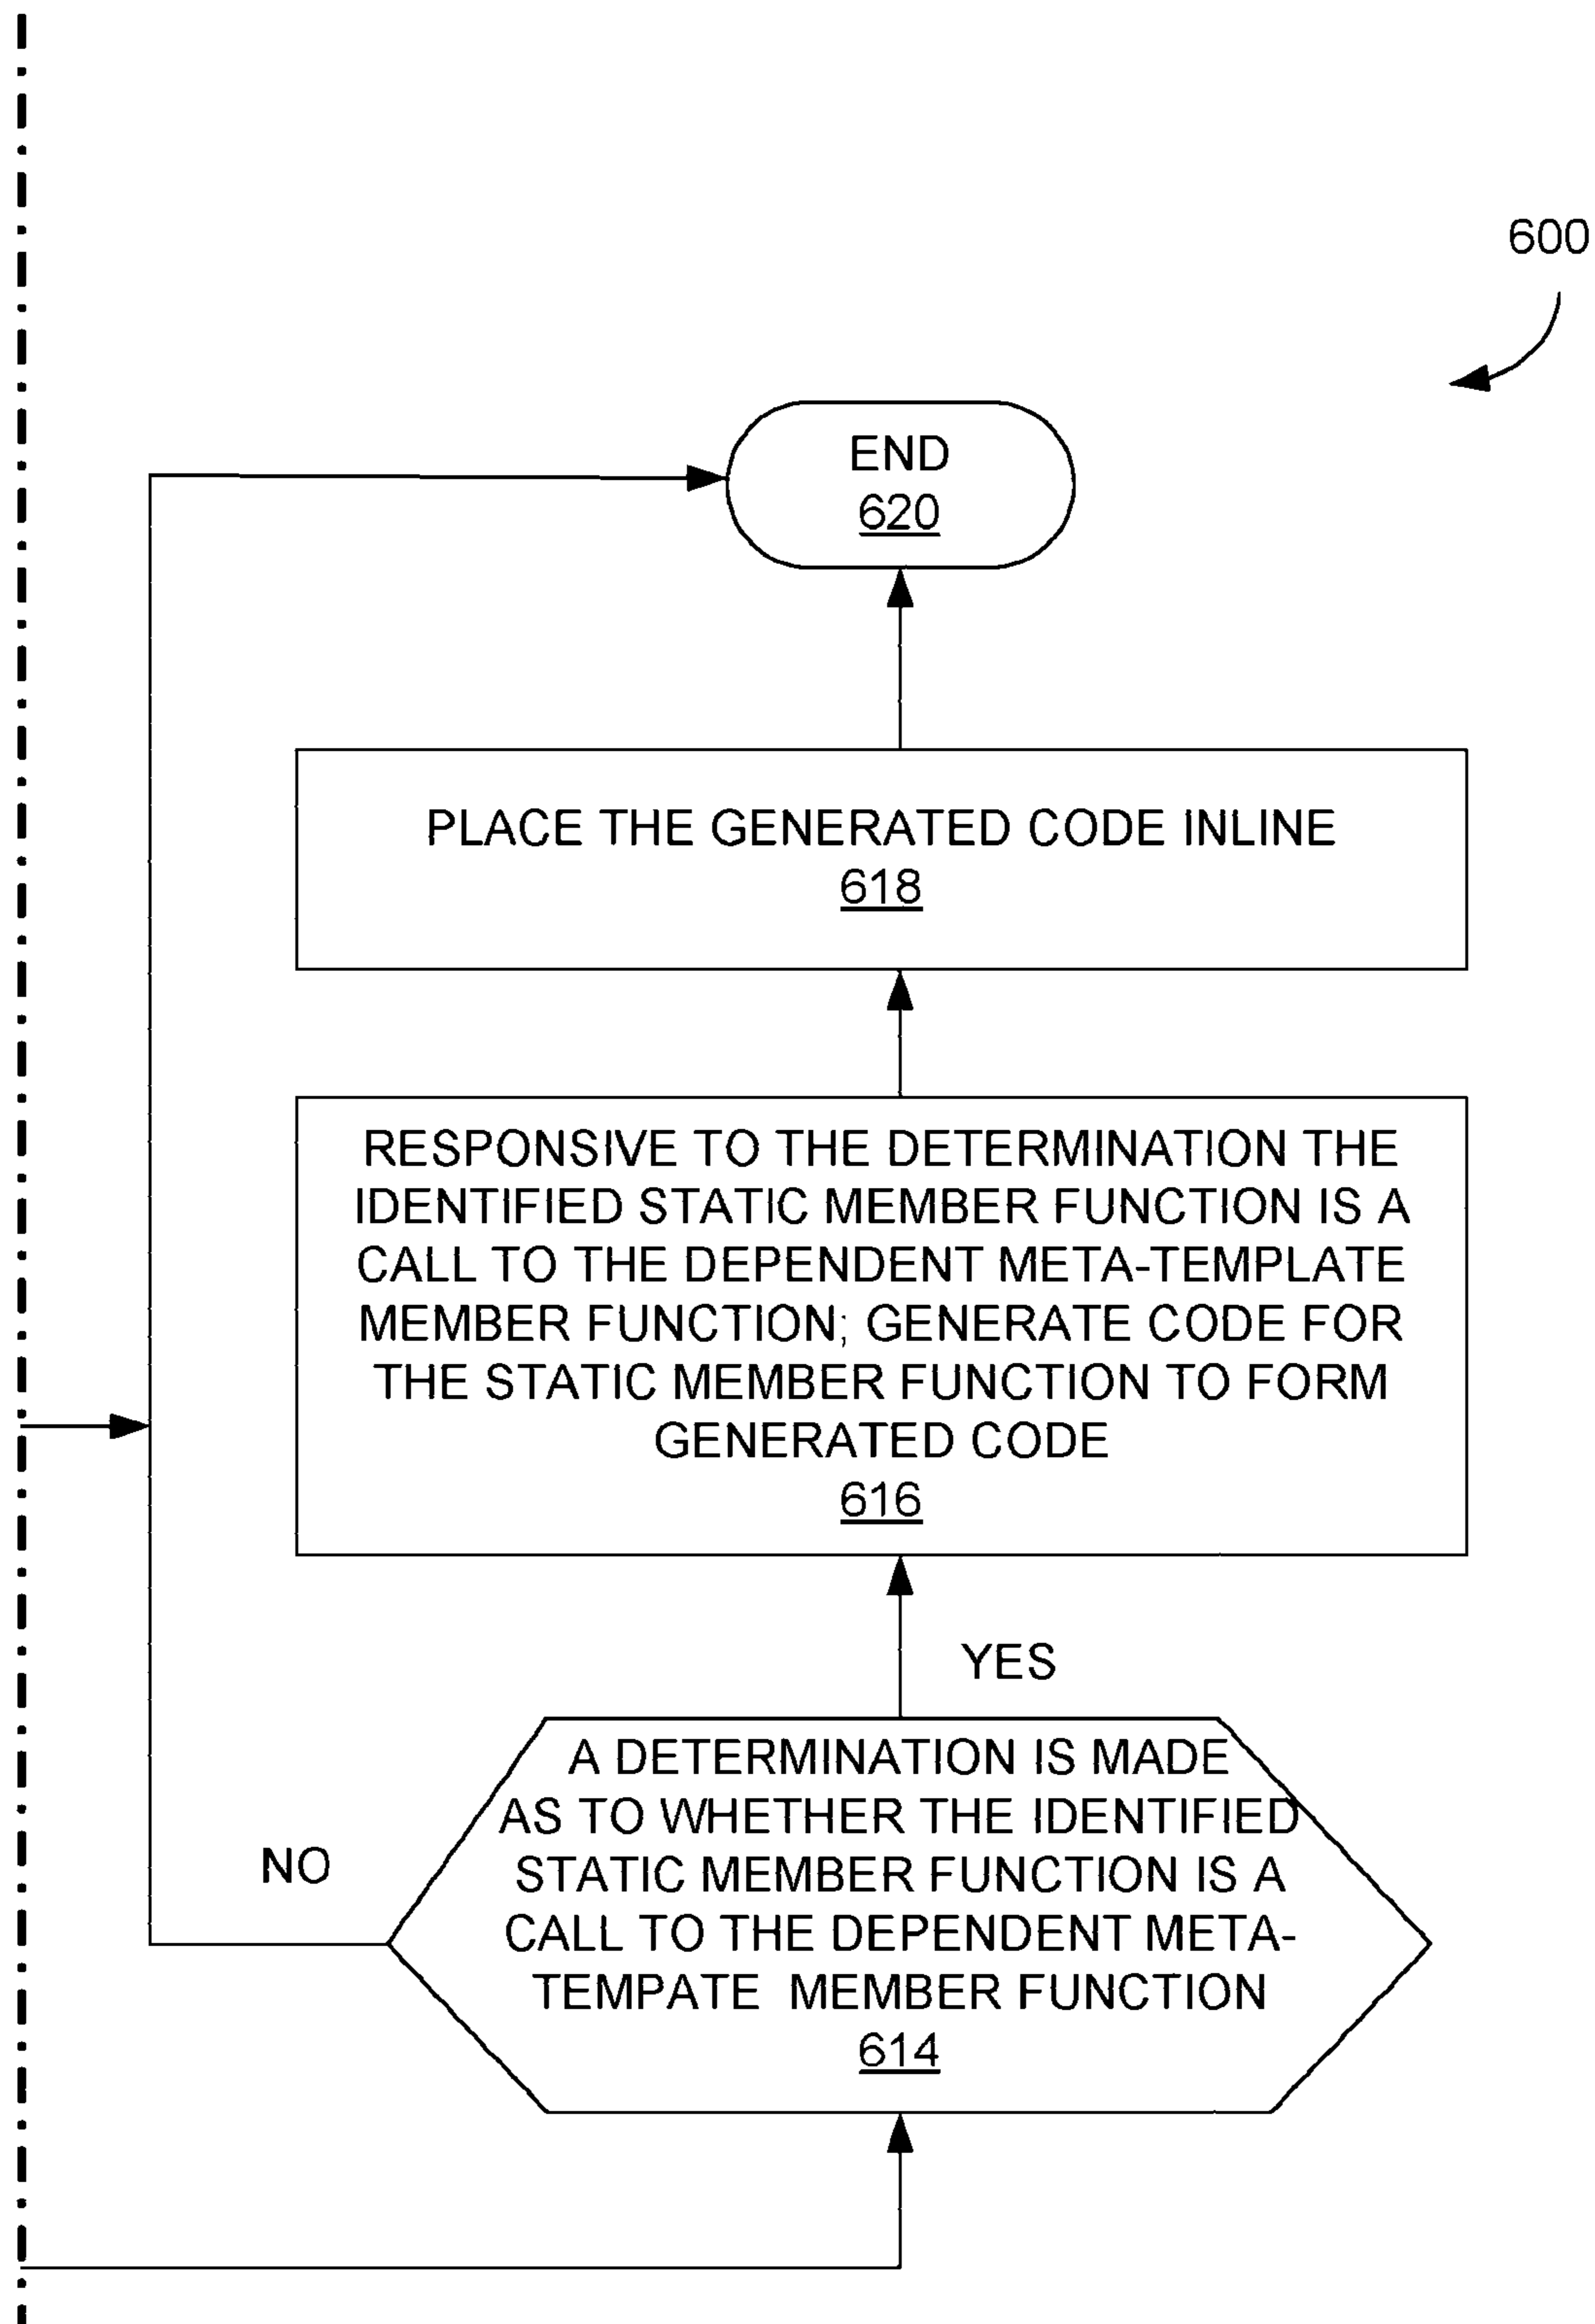 600
END
620
PLACE THE GENERATED CODE INLINE
618
RESPONSIVE TO THE DETERMINATION THE
IDENTIFIED STATIC MEMBER FUNCTION IS A
CALL TO THE DEPENDENT META-TEMPLATE
MEMBER FUNCTION; GENERATE CODE FOR
THE STATIC MEMBER FUNCTION TO FORM
GENERATED CODE
616
YES
A DETERMINATION IS MADE
AS TO WHETHER THE IDENTIFIED
STATIC MEMBER FUNCTION IS A
CALL TO THE DEPENDENT META-
TEMPATE MEMBER FUNCTION
614
NO